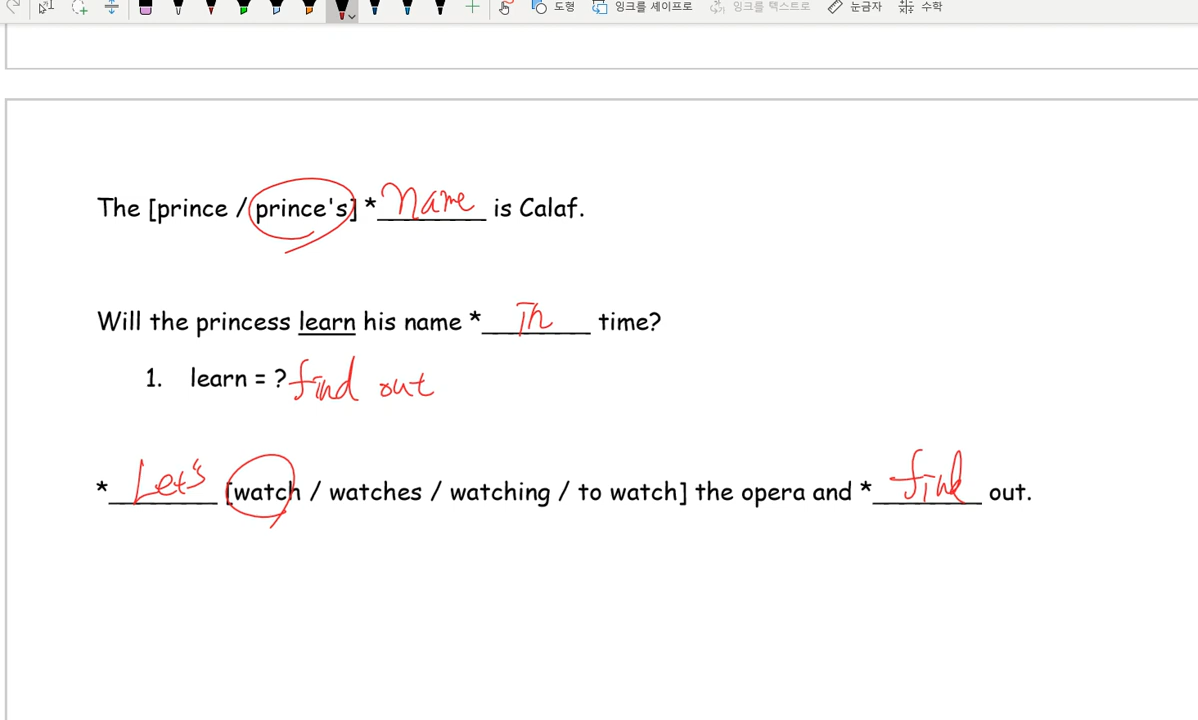 도형 잉크를 셰이프로 잉크를 텍스트로 눈금자 수학
The [prince / prince's] * name is Calaf.
Will the princess learn his name * in time?
1. learn = ? find out
* Let's [watch / watches / watching / to watch] the opera and * find out.